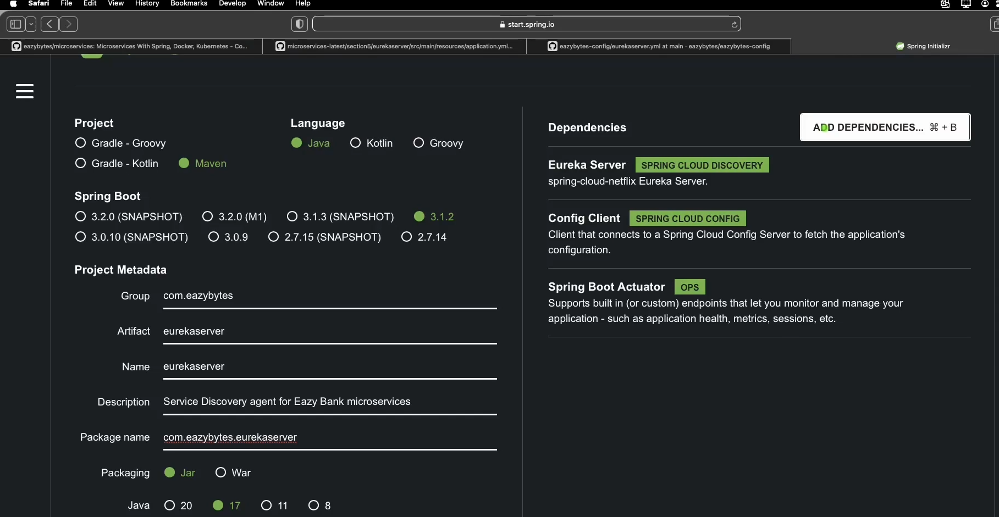 Safari File Edit View History Bookmarks Develop Window Help
start.spring.io
eazybytes/microservices: Microservices With Spring, Docker, Kubernetes - Co...
microservices-latest/section5/eurekaserver/src/main/resources/application.yml...
eazybytes-config/eurekaserver.yml at main · eazybytes/eazybytes-config
Spring Initializr
Project
Gradle - Groovy
Gradle - Kotlin
Maven
Language
Java
Kotlin
Groovy
Spring Boot
3.2.0 (SNAPSHOT)
3.2.0 (M1)
3.1.3 (SNAPSHOT)
3.1.2
3.0.10 (SNAPSHOT)
3.0.9
2.7.15 (SNAPSHOT)
2.7.14
Project Metadata
Group com.eazybytes
Artifact eurekaserver
Name eurekaserver
Description Service Discovery agent for Eazy Bank microservices
Package name com.eazybytes.eurekaserver
Packaging Jar War
Java 20 17 11 8
Dependencies
ADD DEPENDENCIES... ⌘ + B
Eureka Server SPRING CLOUD DISCOVERY
spring-cloud-netflix Eureka Server.
Config Client SPRING CLOUD CONFIG
Client that connects to a Spring Cloud Config Server to fetch the application's
configuration.
Spring Boot Actuator OPS
Supports built in (or custom) endpoints that let you monitor and manage your
application - such as application health, metrics, sessions, etc.